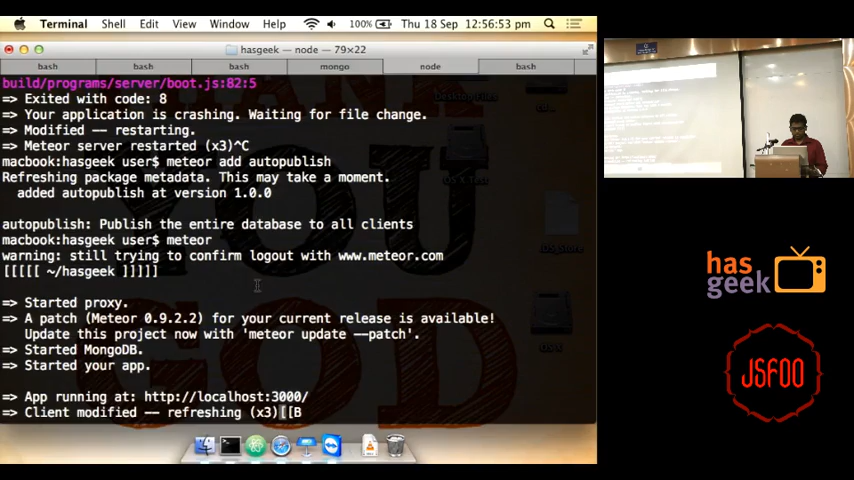 Terminal Shell Edit View Window Help 100% Thu 18 Sep 12:56:53 pm
hasgeek — node — 79×22
bash bash bash mongo node bash
build/programs/server/boot.js:82:5
=> Exited with code: 8
=> Your application is crashing. Waiting for file change.
=> Modified -- restarting.
=> Meteor server restarted (x3)^C
macbook:hasgeek user$ meteor add autopublish
Refreshing package metadata. This may take a moment.
added autopublish at version 1.0.0
autopublish: Publish the entire database to all clients
macbook:hasgeek user$ meteor
warning: still trying to confirm logout with www.meteor.com
[[[[[ ~/hasgeek ]]]]]
=> Started proxy.
=> A patch (Meteor 0.9.2.2) for your current release is available!
Update this project now with 'meteor update --patch'.
=> Started MongoDB.
=> Started your app.
=> App running at: http://localhost:3000/
=> Client modified -- refreshing (x3)[[B
YOU
GOD
has
geek
JSFOO